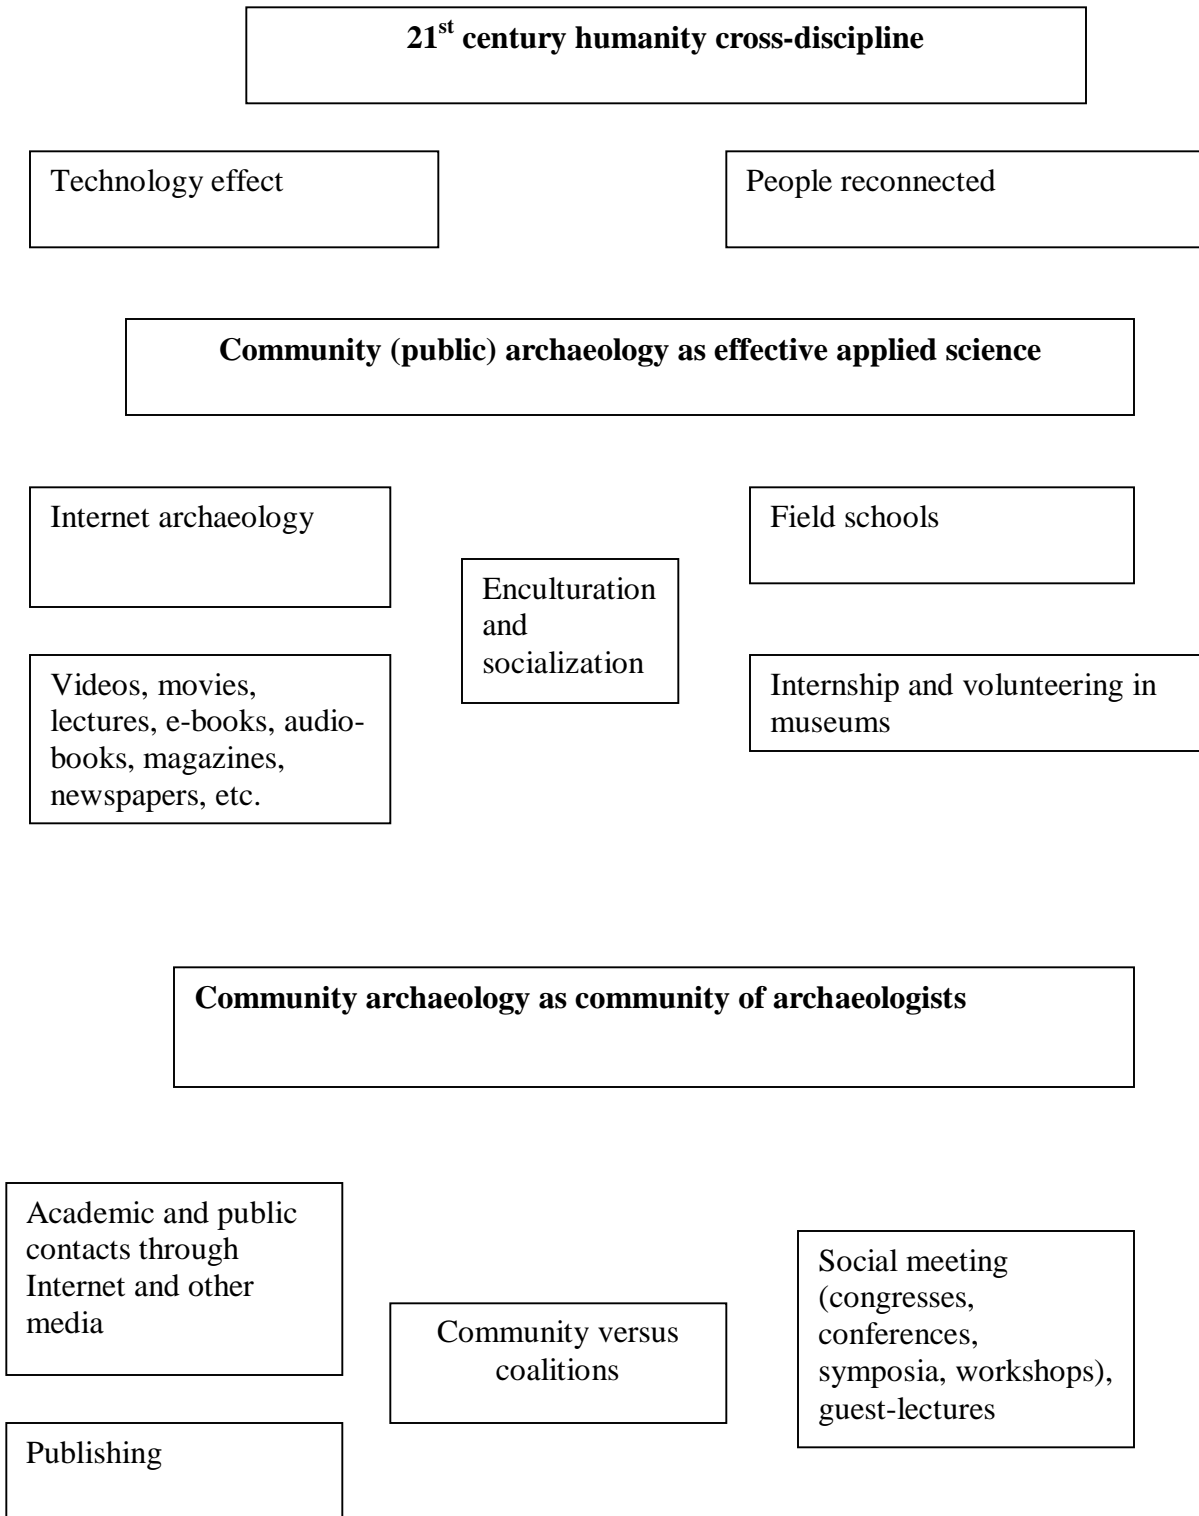 21st century humanity cross-discipline
Technology effect
People reconnected
Community (public) archaeology as effective applied science
Internet archaeology
Field schools
Enculturation
and
socialization
Videos, movies,
lectures, e-books, audio-
books, magazines,
newspapers, etc.
Internship and volunteering in
museums
Community archaeology as community of archaeologists
Academic and public
contacts through
Internet and other
media
Community versus
coalitions
Social meeting
(congresses,
conferences,
symposia, workshops),
guest-lectures
Publishing